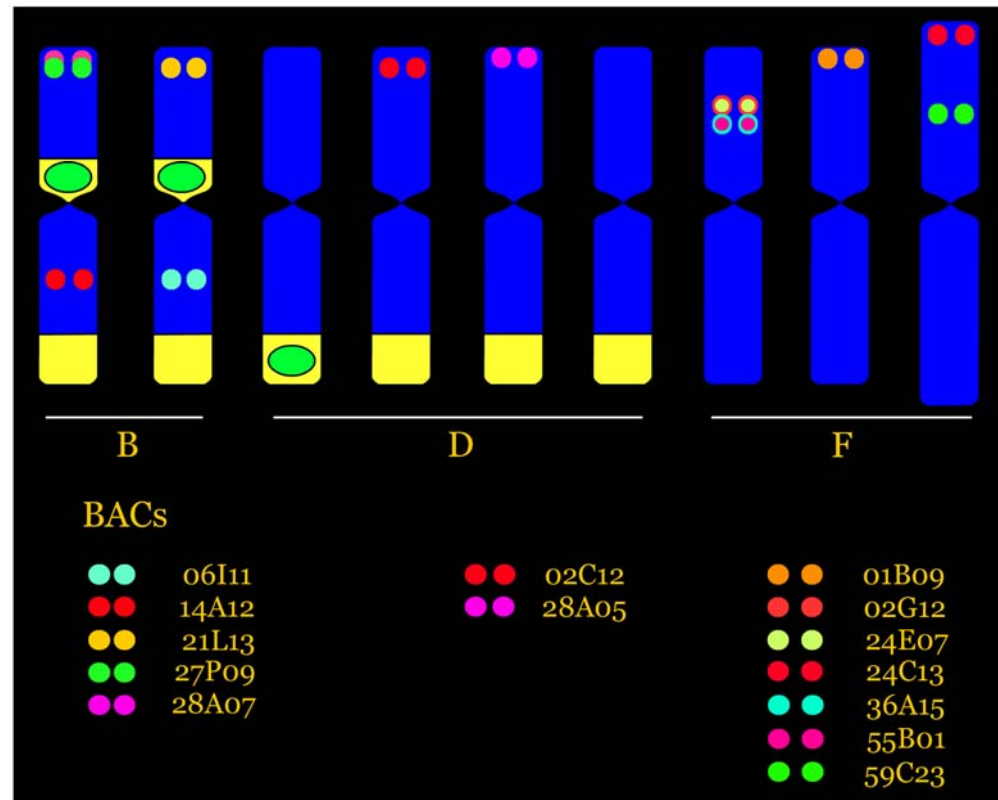 B D F
BACs
06I11 02C12 01B09
14A12 28A05 02G12
21L13 24E07
27P09 24C13
28A07 36A15
55B01
59C23